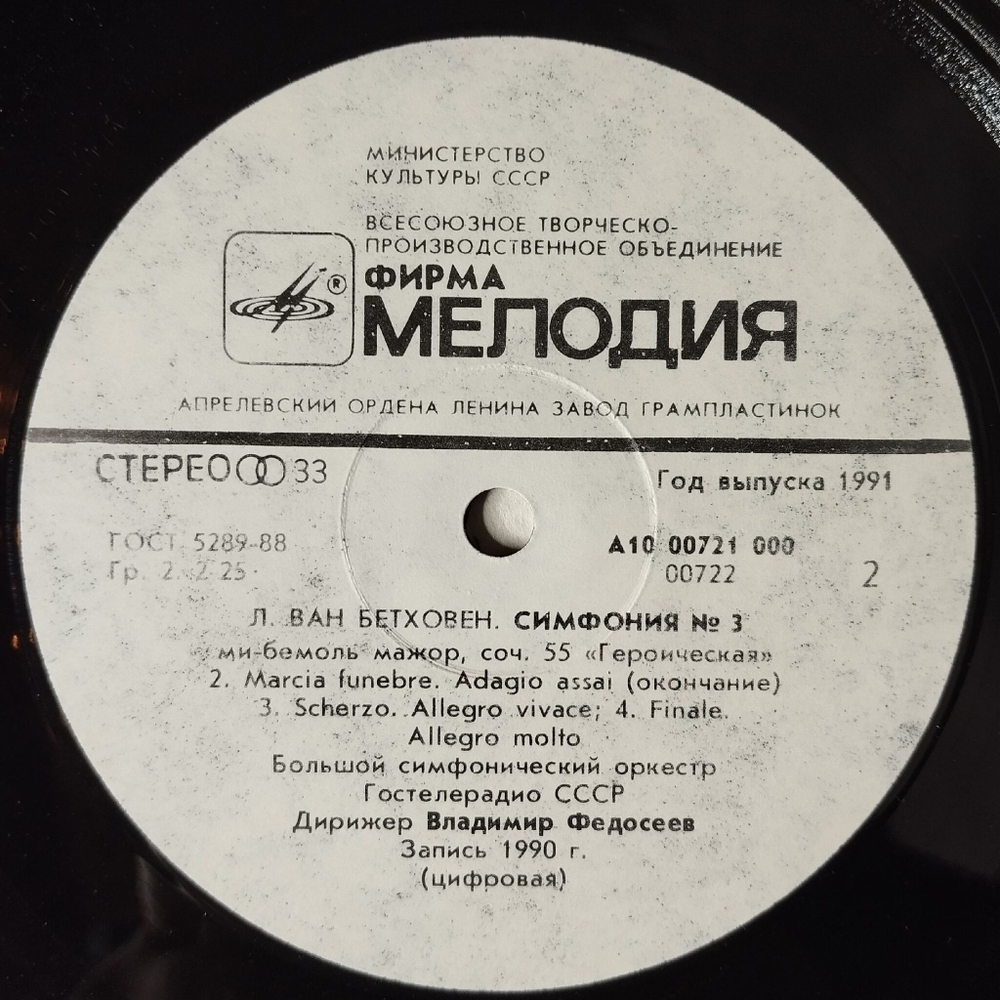 МИНИСТЕРСТВО
КУЛЬТУРЫ СССР
ВСЕСОЮЗНОЕ ТВОРЧЕСКО-
ПРОИЗВОДСТВЕННОЕ ОБЪЕДИНЕНИЕ
®
ФИРМА
МЕЛОДИЯ
АПРЕЛЕВСКИЙ ОРДЕНА ЛЕНИНА ЗАВОД ГРАМПЛАСТИНОК
СТЕРЕО 33
Год выпуска 1991
ГОСТ 5289-88
А10 00721 000
Гр. 2. 2-25
00722
2
Л. ВАН БЕТХОВЕН. СИМФОНИЯ № 3
ми-бемоль мажор, соч. 55 «Героическая»
2. Marcia funebre. Adagio assai (окончание)
3. Scherzo. Allegro vivace; 4. Finale.
Allegro molto
Большой симфонический оркестр
Гостелерадио СССР
Дирижер Владимир Федосеев
Запись 1990 г.
(цифровая)